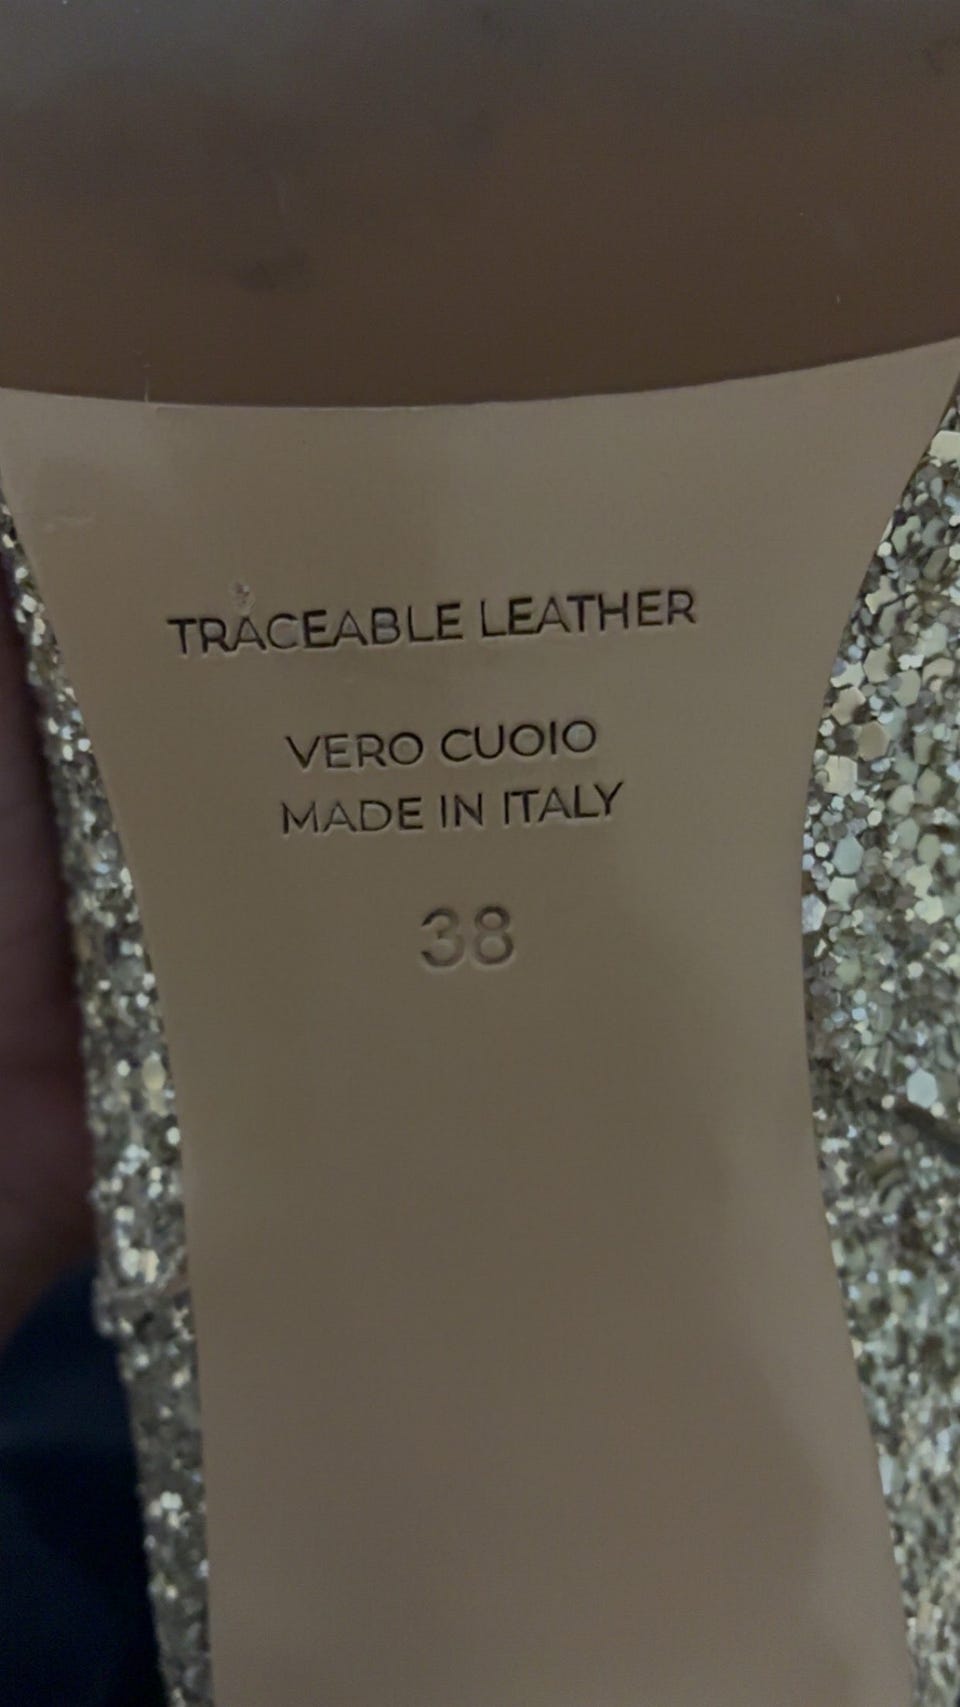 TRACEABLE LEATHER
VERO CUOIO
MADE IN ITALY
38